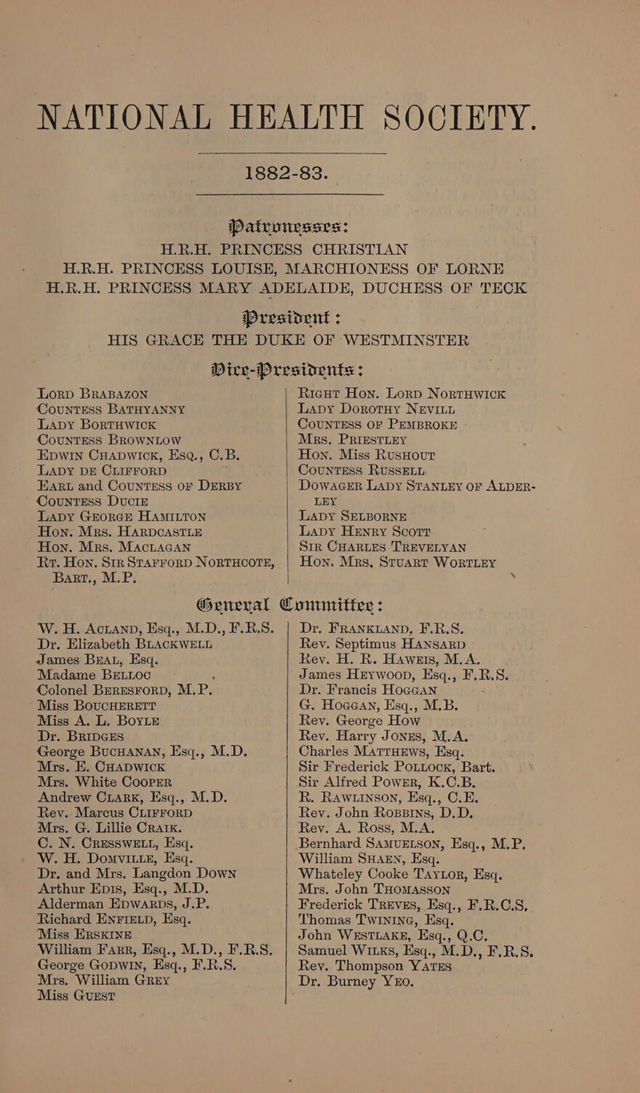 NATIONAL HEALTH SOCIETY.
1882-83.
Patronesses:
H.R.H. PRINCESS CHRISTIAN
H.R.H. PRINCESS LOUISE, MARCHIONESS OF LORNE
H.R.H. PRINCESS MARY ADELAIDE, DUCHESS OF TECK
President:
HIS GRACE THE DUKE OF WESTMINSTER
Vice-Presidents:
Lord Brabazon
Countess Bathyanny
Lady Borthwick
Countess Brownlow
Edwin Chadwick, Esq., C.B.
Lady de Clifford
Earl and Countess of Derby
Countess Ducie
Lady George Hamilton
Hon. Mrs. Hardcastle
Hon. Mrs. Maclagan
Rt. Hon. Sir Stafford Northcote,
Bart., M.P.
Right Hon. Lord Northwick
Lady Dorothy Nevill
Countess of Pembroke
Mrs. Priestley
Hon. Miss Rushout
Countess Russell
Dowager Lady Stanley of Alder-
ley
Lady Selborne
Lady Henry Scott
Sir Charles Trevelyan
Hon. Mrs. Stuart Wortley
General Committee:
W. H. Acland, Esq., M.D., F.R.S.
Dr. Elizabeth Blackwell
James Beal, Esq.
Madame Belloc
Colonel Beresford, M.P.
Miss Boucherett
Miss A. L. Boyle
Dr. Bridges
George Buchanan, Esq., M.D.
Mrs. E. Chadwick
Mrs. White Cooper
Andrew Clark, Esq., M.D.
Rev. Marcus Clifford
Mrs. G. Lillie Craik.
C. N. Cresswell, Esq.
W. H. Domville, Esq.
Dr. and Mrs. Langdon Down
Arthur Edis, Esq., M.D.
Alderman Edwards, J.P.
Richard Enfield, Esq.
Miss Erskine
William Farr, Esq., M.D., F.R.S.
George Godwin, Esq., F.R.S.
Mrs. William Grey
Miss Guest
Dr. Frankland, F.R.S.
Rev. Septimus Hansard
Rev. H. R. Haweis, M.A.
James Heywood, Esq., F.R.S.
Dr. Francis Hoggan
G. Hoggan, Esq., M.B.
Rev. George How
Rev. Harry Jones, M.A.
Charles Matthews, Esq.
Sir Frederick Pollock, Bart.
Sir Alfred Power, K.C.B.
R. Rawlinson, Esq., C.E.
Rev. John Robbins, D.D.
Rev. A. Ross, M.A.
Bernhard Samuelson, Esq., M.P.
William Shaen, Esq.
Whateley Cooke Taylor, Esq.
Mrs. John Thomasson
Frederick Treves, Esq., F.R.C.S.
Thomas Twining, Esq.
John Westlake, Esq., Q.C.
Samuel Wilks, Esq., M.D., F.R.S.
Rev. Thompson Yates
Dr. Burney Yeo.